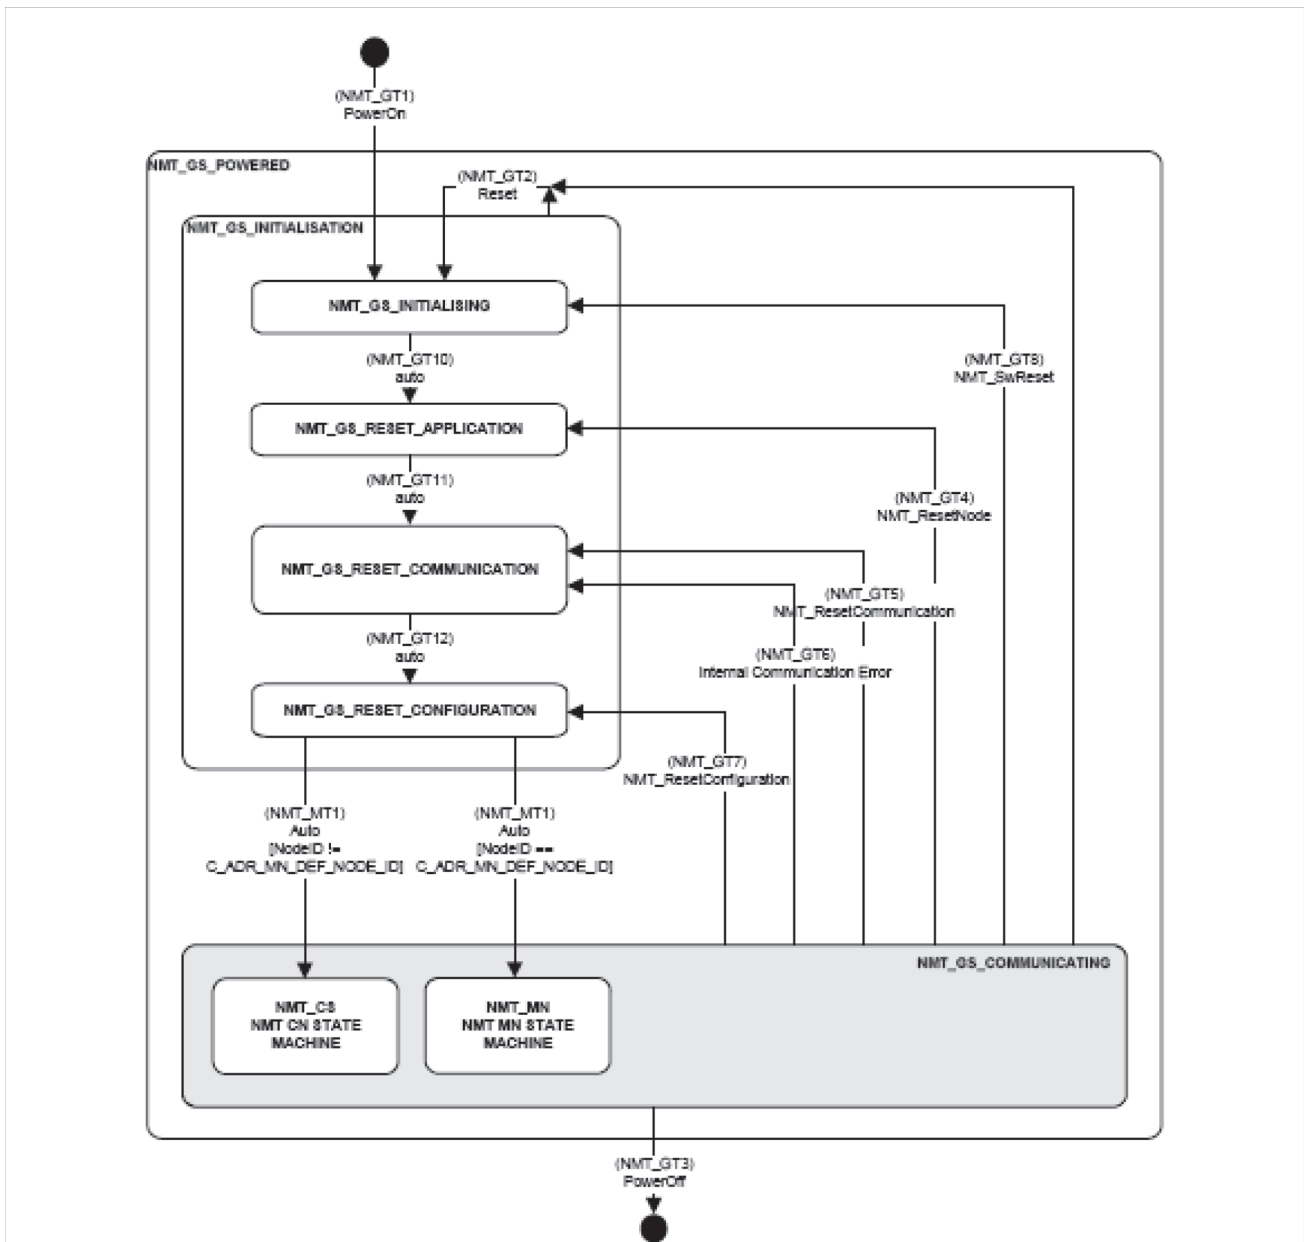 (NMT_GT1)
PowerOn
NMT_GS_POWERED
(NMT_GT2)
Reset
NMT_GS_INITIALISATION
NMT_GS_INITIALISING
(NMT_GT10)
auto
(NMT_GT8)
NMT_SwReset
NMT_GS_RESET_APPLICATION
(NMT_GT11)
auto
(NMT_GT4)
NMT_ResetNode
NMT_GS_RESET_COMMUNICATION
(NMT_GT5)
NMT_ResetCommunication
(NMT_GT12)
auto
(NMT_GT6)
Internal Communication Error
NMT_GS_RESET_CONFIGURATION
(NMT_GT7)
NMT_ResetConfiguration
(NMT_MT1)
Auto
[NodeID !=
C_ADR_MN_DEF_NODE_ID]
(NMT_MT1)
Auto
[NodeID ==
C_ADR_MN_DEF_NODE_ID]
NMT_GS_COMMUNICATING
NMT_CS
NMT CN STATE
MACHINE
NMT_MN
NMT MN STATE
MACHINE
(NMT_GT3)
PowerOff